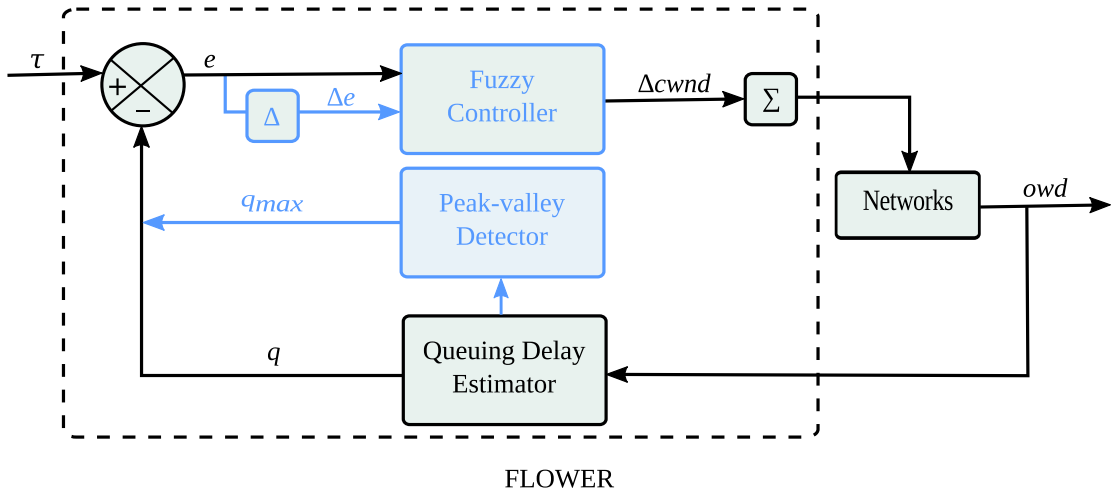 τ
e
+
−
Δ
Δe
Fuzzy
Controller
Δcwnd
∑
Networks
owd
qmax
Peak-valley
Detector
q
Queuing Delay
Estimator
FLOWER